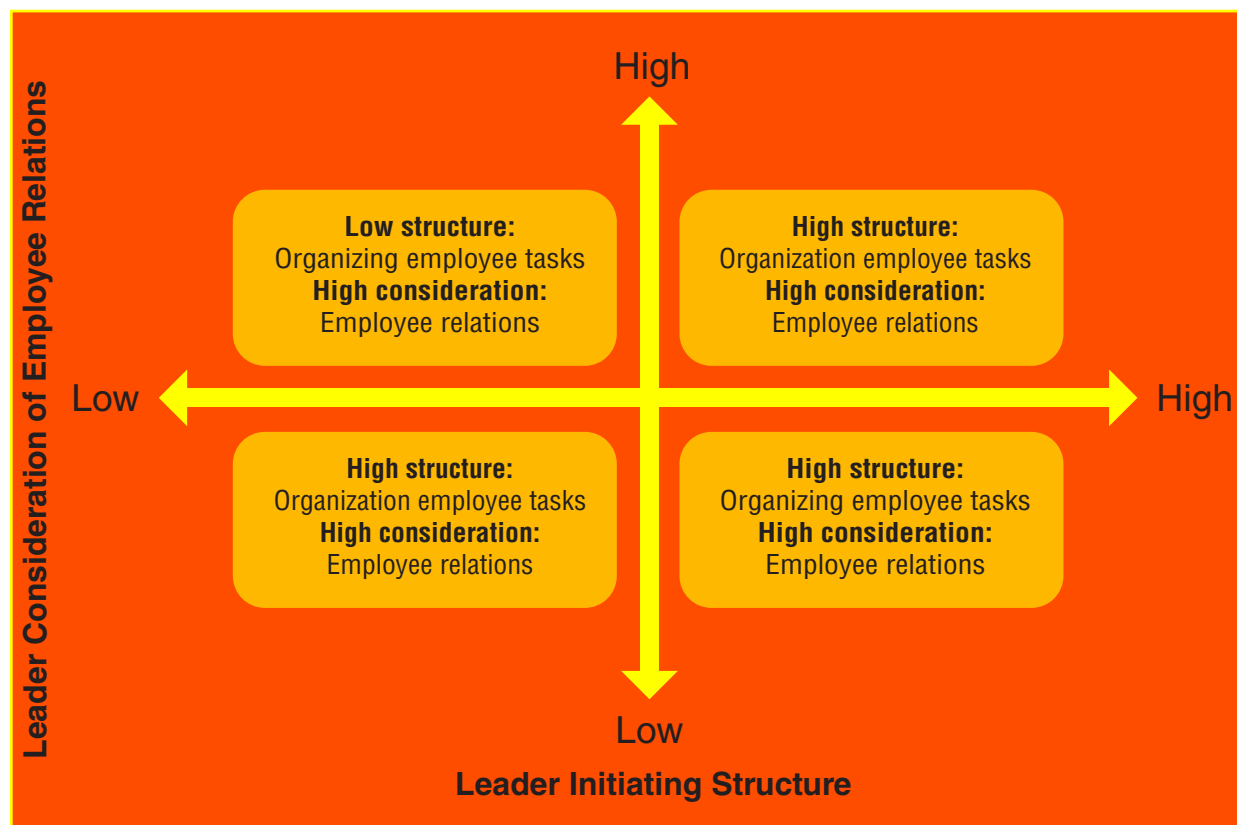 Leader Consideration of Employee Relations
High
Low structure:
Organizing employee tasks
High consideration:
Employee relations
High structure:
Organization employee tasks
High consideration:
Employee relations
Low
High
High structure:
Organization employee tasks
High consideration:
Employee relations
High structure:
Organizing employee tasks
High consideration:
Employee relations
Low
Leader Initiating Structure